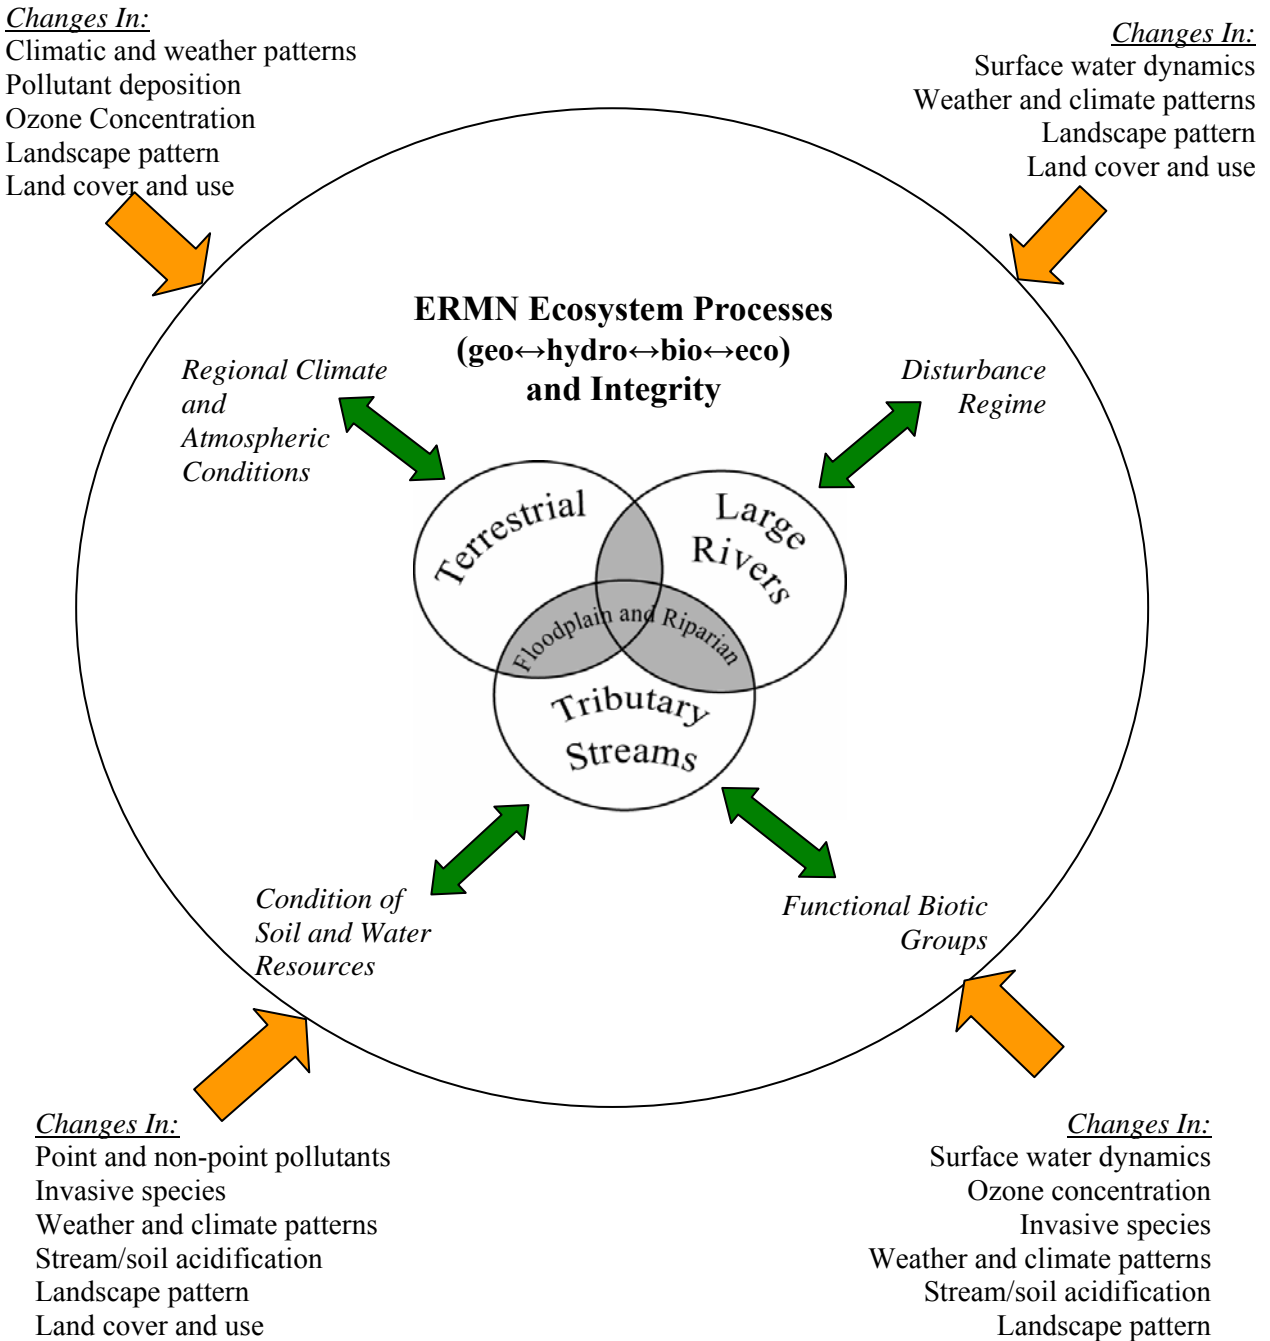 Changes In:
Climatic and weather patterns
Pollutant deposition
Ozone Concentration
Landscape pattern
Land cover and use
Changes In:
Surface water dynamics
Weather and climate patterns
Landscape pattern
Land cover and use
ERMN Ecosystem Processes
(geo↔hydro↔bio↔eco)
and Integrity
Regional Climate
and
Atmospheric
Conditions
Disturbance
Regime
Terrestrial
Large
Rivers
Floodplain and Riparian
Tributary
Streams
Condition of
Soil and Water
Resources
Functional Biotic
Groups
Changes In:
Point and non-point pollutants
Invasive species
Weather and climate patterns
Stream/soil acidification
Landscape pattern
Land cover and use
Changes In:
Surface water dynamics
Ozone concentration
Invasive species
Weather and climate patterns
Stream/soil acidification
Landscape pattern